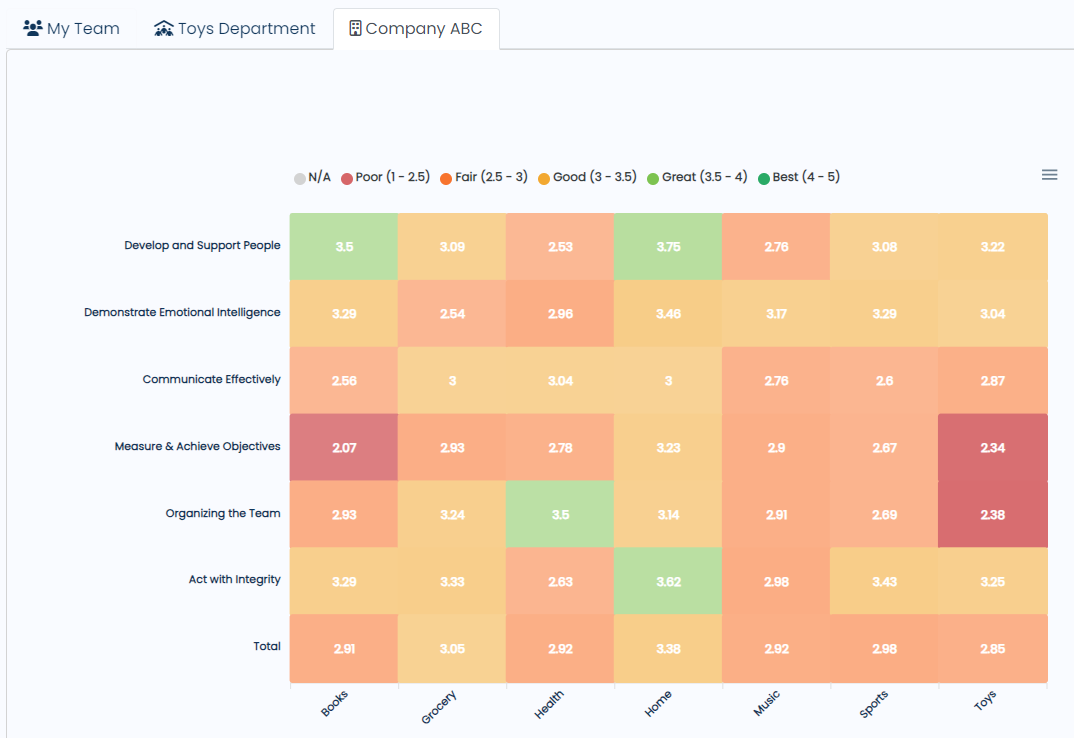 My Team Toys Department Company ABC
N/A Poor (1 - 2.5) Fair (2.5 - 3) Good (3 - 3.5) Great (3.5 - 4) Best (4 - 5)
Develop and Support People 3.5 3.09 2.53 3.75 2.76 3.08 3.22
Demonstrate Emotional Intelligence 3.29 2.54 2.96 3.46 3.17 3.29 3.04
Communicate Effectively 2.56 3 3.04 3 2.76 2.6 2.87
Measure & Achieve Objectives 2.07 2.93 2.78 3.23 2.9 2.67 2.34
Organizing the Team 2.93 3.24 3.5 3.14 2.91 2.69 2.38
Act with Integrity 3.29 3.33 2.63 3.62 2.98 3.43 3.25
Total 2.91 3.05 2.92 3.38 2.92 2.98 2.85
Books Grocery Health Home Music Sports Toys